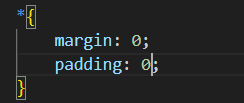 *{
margin: 0;
padding: 0;
}